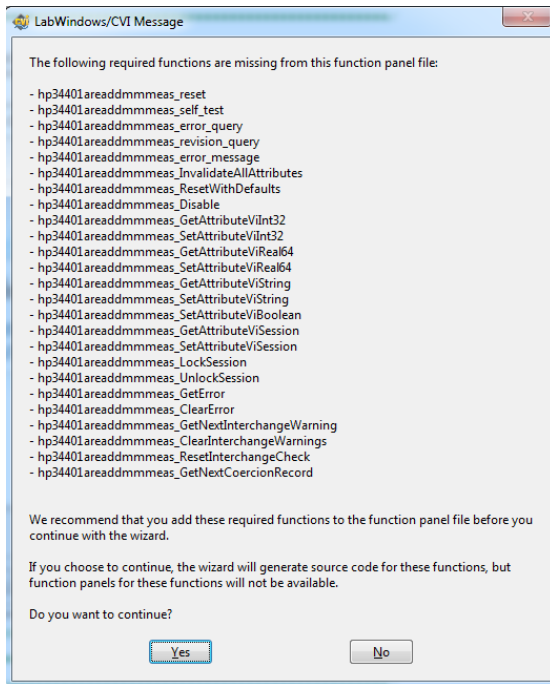 LabWindows/CVI Message
The following required functions are missing from this function panel file:
- hp34401areaddmmmeas_reset
- hp34401areaddmmmeas_self_test
- hp34401areaddmmmeas_error_query
- hp34401areaddmmmeas_revision_query
- hp34401areaddmmmeas_error_message
- hp34401areaddmmmeas_InvalidateAllAttributes
- hp34401areaddmmmeas_ResetWithDefaults
- hp34401areaddmmmeas_Disable
- hp34401areaddmmmeas_GetAttributeViInt32
- hp34401areaddmmmeas_SetAttributeViInt32
- hp34401areaddmmmeas_GetAttributeViReal64
- hp34401areaddmmmeas_SetAttributeViReal64
- hp34401areaddmmmeas_GetAttributeViString
- hp34401areaddmmmeas_SetAttributeViString
- hp34401areaddmmmeas_SetAttributeViBoolean
- hp34401areaddmmmeas_GetAttributeViSession
- hp34401areaddmmmeas_SetAttributeViSession
- hp34401areaddmmmeas_LockSession
- hp34401areaddmmmeas_UnlockSession
- hp34401areaddmmmeas_GetError
- hp34401areaddmmmeas_ClearError
- hp34401areaddmmmeas_GetNextInterchangeWarning
- hp34401areaddmmmeas_ClearInterchangeWarnings
- hp34401areaddmmmeas_ResetInterchangeCheck
- hp34401areaddmmmeas_GetNextCoercionRecord
We recommend that you add these required functions to the function panel file before you
continue with the wizard.
If you choose to continue, the wizard will generate source code for these functions, but
function panels for these functions will not be available.
Do you want to continue?
Yes No